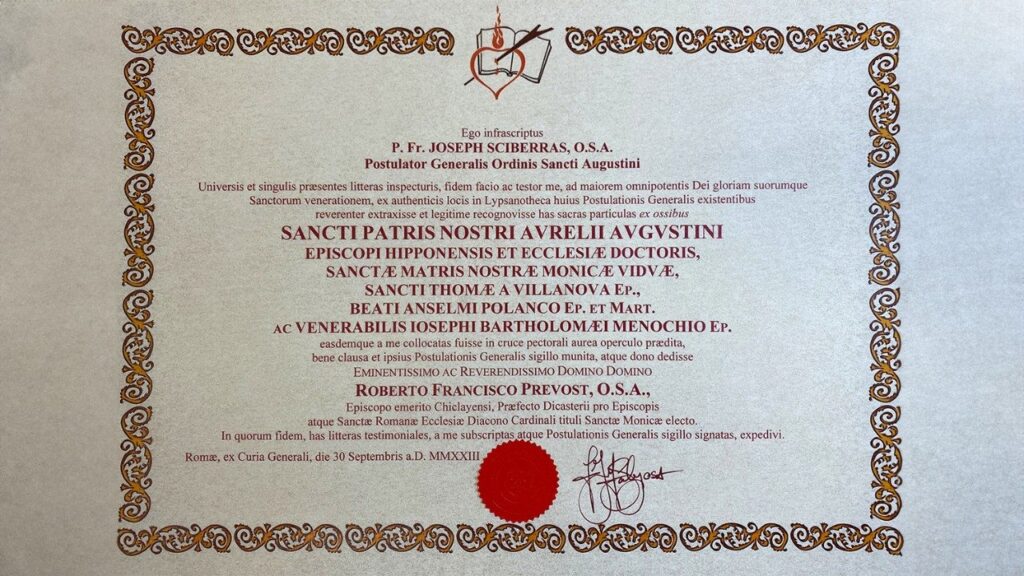 Ego infrascriptus
P. Fr. JOSEPH SCIBERRAS, O.S.A.
Postulator Generalis Ordinis Sancti Augustini
Universis et singulis præsentes litteras inspecturis, fidem facio ac testor me, ad maiorem omnipotentis Dei gloriam suorumque
Sanctorum venerationem, ex authenticis locis in Lypsanotheca huius Postulationis Generalis existentibus
reverenter extraxisse et legitime recognovisse has sacras particulas ex ossibus
SANCTI PATRIS NOSTRI AVRELII AVGVSTINI
EPISCOPI HIPPONENSIS ET ECCLESIÆ DOCTORIS,
SANCTÆ MATRIS NOSTRÆ MONICÆ VIDVÆ,
SANCTI THOMÆ A VILLANOVA EP.,
BEATI ANSELMI POLANCO EP. ET MART.
AC VENERABILIS IOSEPHI BARTHOLOMÆI MENOCHIO EP.
easdemque a me collocatas fuisse in cruce pectorali aurea operculo prædita,
bene clausa et ipsius Postulationis Generalis sigillo munita, atque dono dedisse
EMINENTISSIMO AC REVERENDISSIMO DOMINO DOMINO
ROBERTO FRANCISCO PREVOST, O.S.A.,
Episcopo emerito Chiclayensi, Præfecto Dicasterii pro Episcopis
atque Sanctæ Romanæ Ecclesiæ Diacono Cardinali tituli Sanctæ Monicæ electo.
In quorum fidem, has litteras testimoniales, a me subscriptas atque Postulationis Generalis sigillo signatas, expedivi.
Romæ, ex Curia Generali, die 30 Septembris a.D. MMXXIII